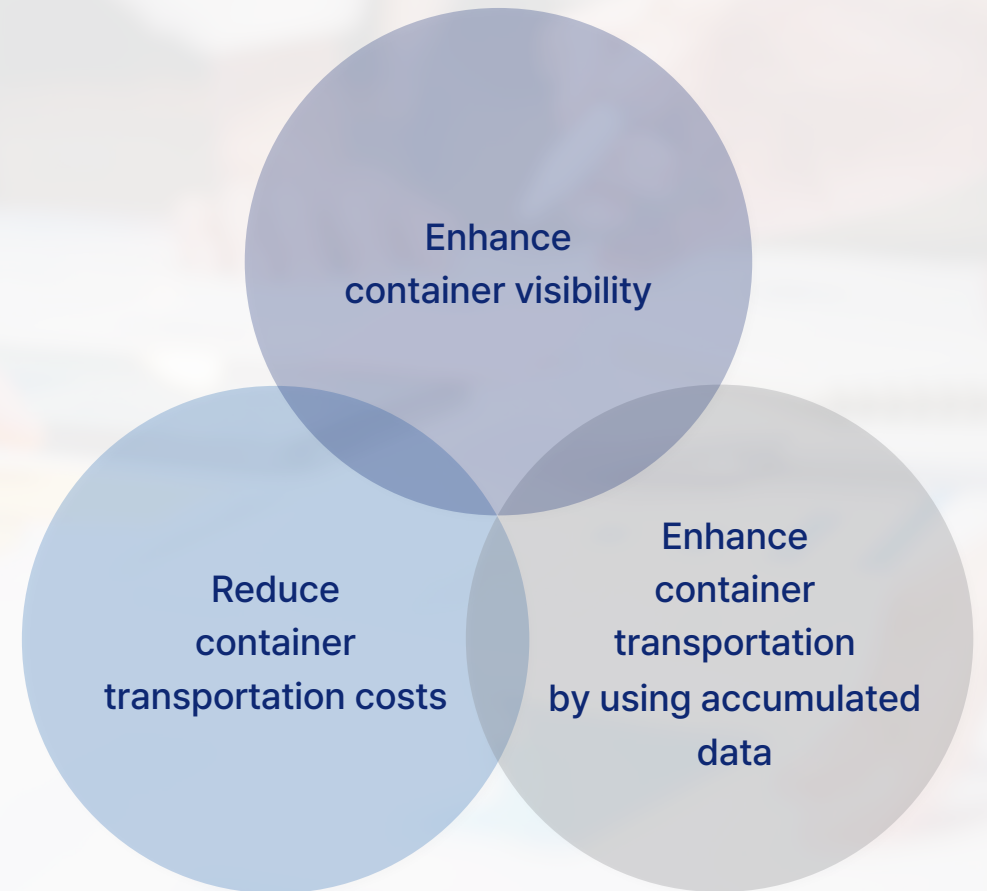 Enhance
container visibility
Reduce
container
transportation costs
Enhance
container
transportation
by using accumulated
data